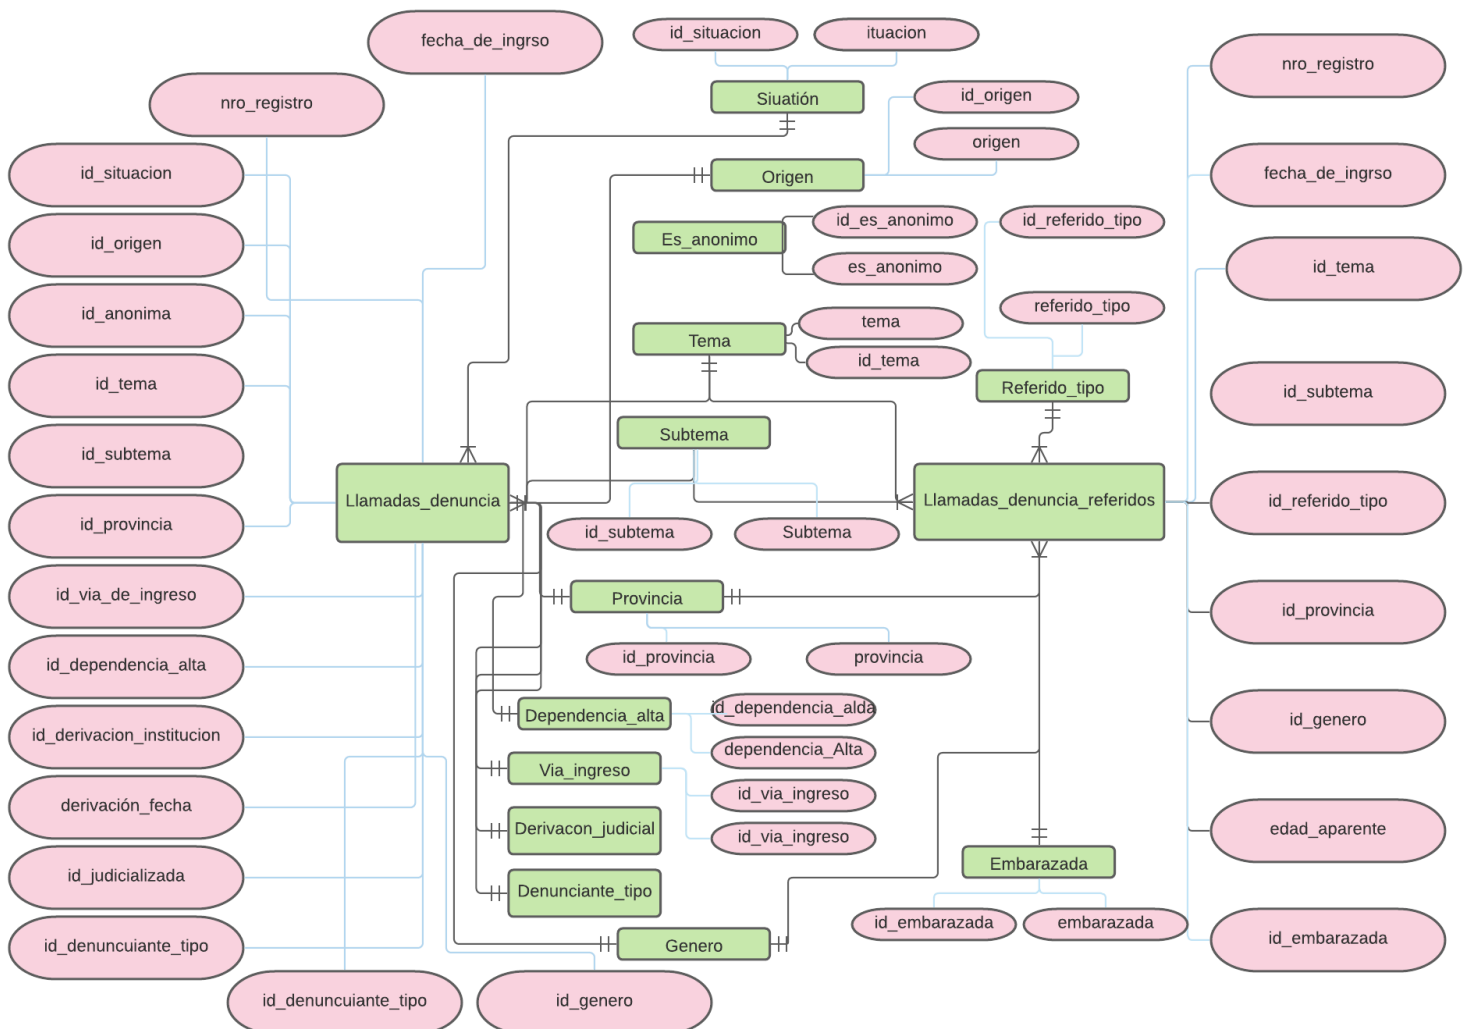 fecha_de_ingrso
id_situacion
ituacion
nro_registro
nro_registro
Siuatión
id_origen
origen
id_situacion
Origen
fecha_de_ingrso
id_origen
Es_anonimo
id_es_anonimo
es_anonimo
id_referido_tipo
id_tema
id_anonima
Tema
tema
id_tema
referido_tipo
id_tema
Referido_tipo
id_subtema
id_subtema
Subtema
Llamadas_denuncia
Llamadas_denuncia_referidos
id_referido_tipo
id_provincia
id_subtema
Subtema
id_via_de_ingreso
Provincia
id_provincia
id_provincia
provincia
id_dependencia_alta
Dependencia_alta
id_dependencia_alda
dependencia_Alta
id_genero
id_derivacion_institucion
Via_ingreso
id_via_ingreso
id_via_ingreso
derivación_fecha
Derivacon_judicial
edad_aparente
id_judicializada
Denunciante_tipo
Embarazada
id_embarazada
embarazada
id_embarazada
id_denuncuiante_tipo
Genero
id_denuncuiante_tipo
id_genero